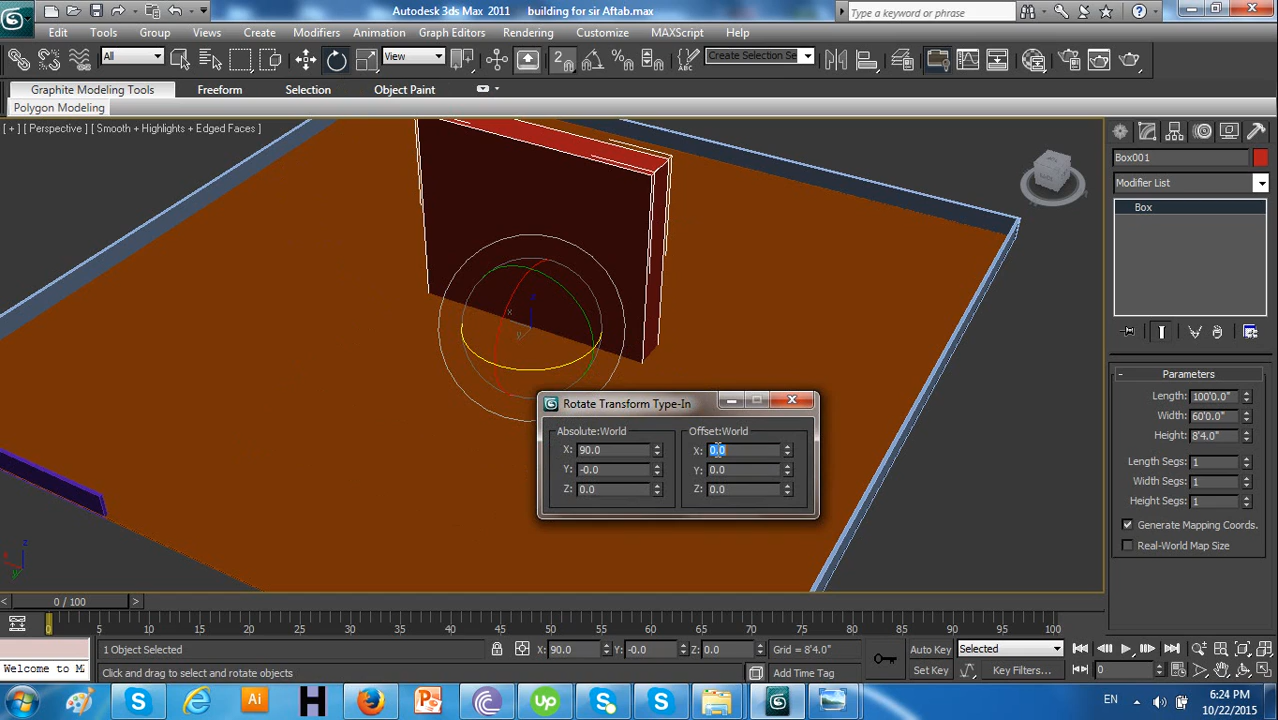 Autodesk 3ds Max 2011 building for sir Aftab.max
Type a keyword or phrase
Edit Tools Group Views Create Modifiers Animation Graph Editors Rendering Customize MAXScript Help
All View Create Selection Se
Graphite Modeling Tools Freeform Selection Object Paint
Polygon Modeling
[ + ] [ Perspective ] [ Smooth + Highlights + Edged Faces ]
Box001
Modifier List
Box
Parameters
Length: 100'0.0"
Width: 60'0.0"
Height: 8'4.0"
Length Segs: 1
Width Segs: 1
Height Segs: 1
Generate Mapping Coords.
Real-World Map Size
x
y
z
Rotate Transform Type-In
Absolute:World Offset:World
X: 90.0 X: 0.0
Y: -0.0 Y: 0.0
Z: 0.0 Z: 0.0
z
x
y
< 0 / 100 >
0 5 10 15 20 25 30 35 40 45 50 55 60 65 70 75 80 85 90 95 100
1 Object Selected X: 90.0 Y: -0.0 Z: 0.0 Grid = 8'4.0" Auto Key Selected
Welcome to M Click and drag to select and rotate objects Add Time Tag Set Key Key Filters... 0
EN 6:24 PM
10/22/2015